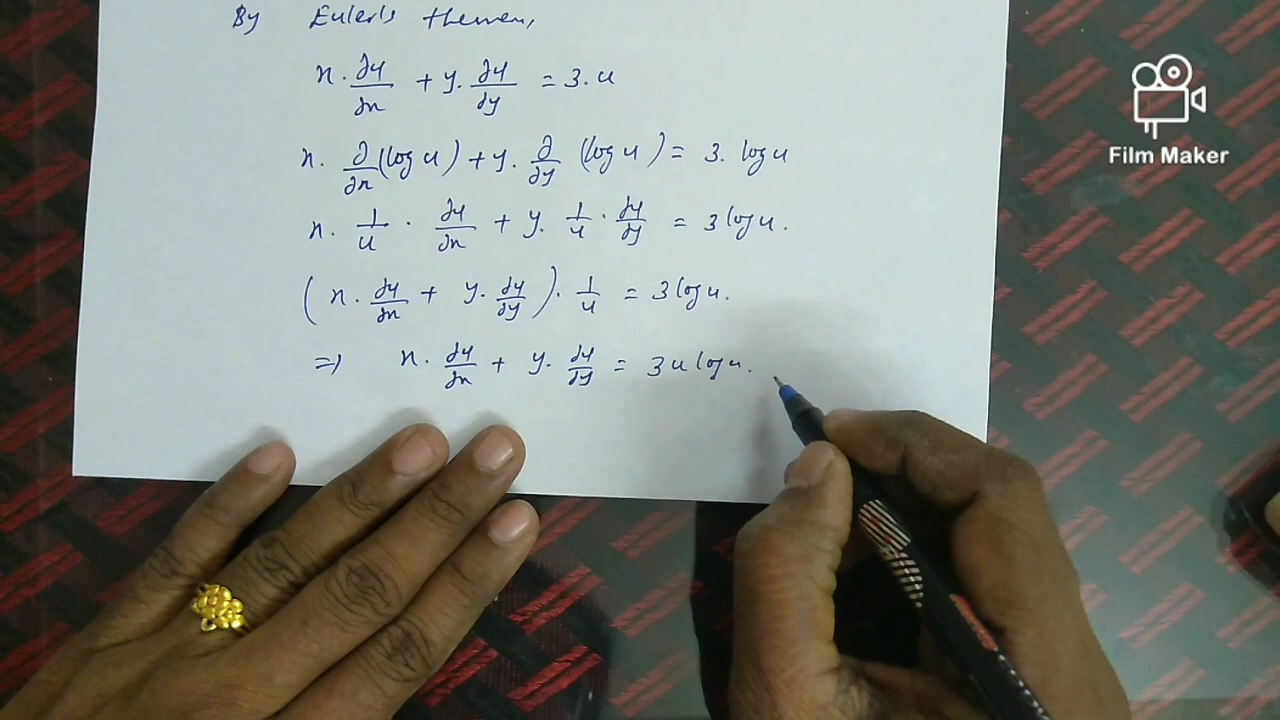 By Euler's theorem,
x . ∂u/∂x + y . ∂u/∂y = 3 . u
x . ∂/∂x (log u) + y . ∂/∂y (log u) = 3 . log u
x . 1/u . ∂u/∂x + y . 1/u . ∂u/∂y = 3 log u .
( x . ∂u/∂x + y . ∂u/∂y ) . 1/u = 3 log u .
⇒ x . ∂u/∂x + y . ∂u/∂y = 3 u log u .
Film Maker